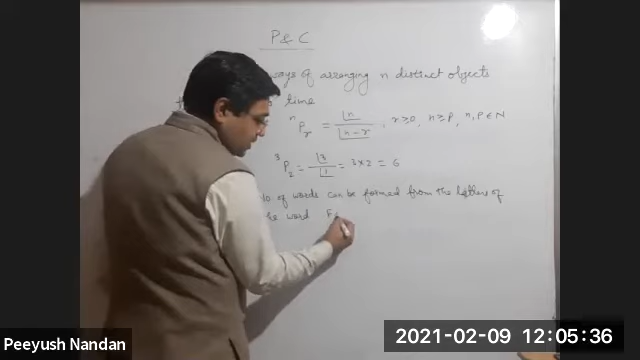 P & C
ways of arranging n distinct objects
time
ⁿPᵣ = ⌊n / ⌊n-r , r≥0, n≥P, n,P∈N
³P₂ = ⌊3 / ⌊1 = 3×2 = 6
No of words can be formed from the letters of
the word
Peeyush Nandan
2021-02-09 12:05:36